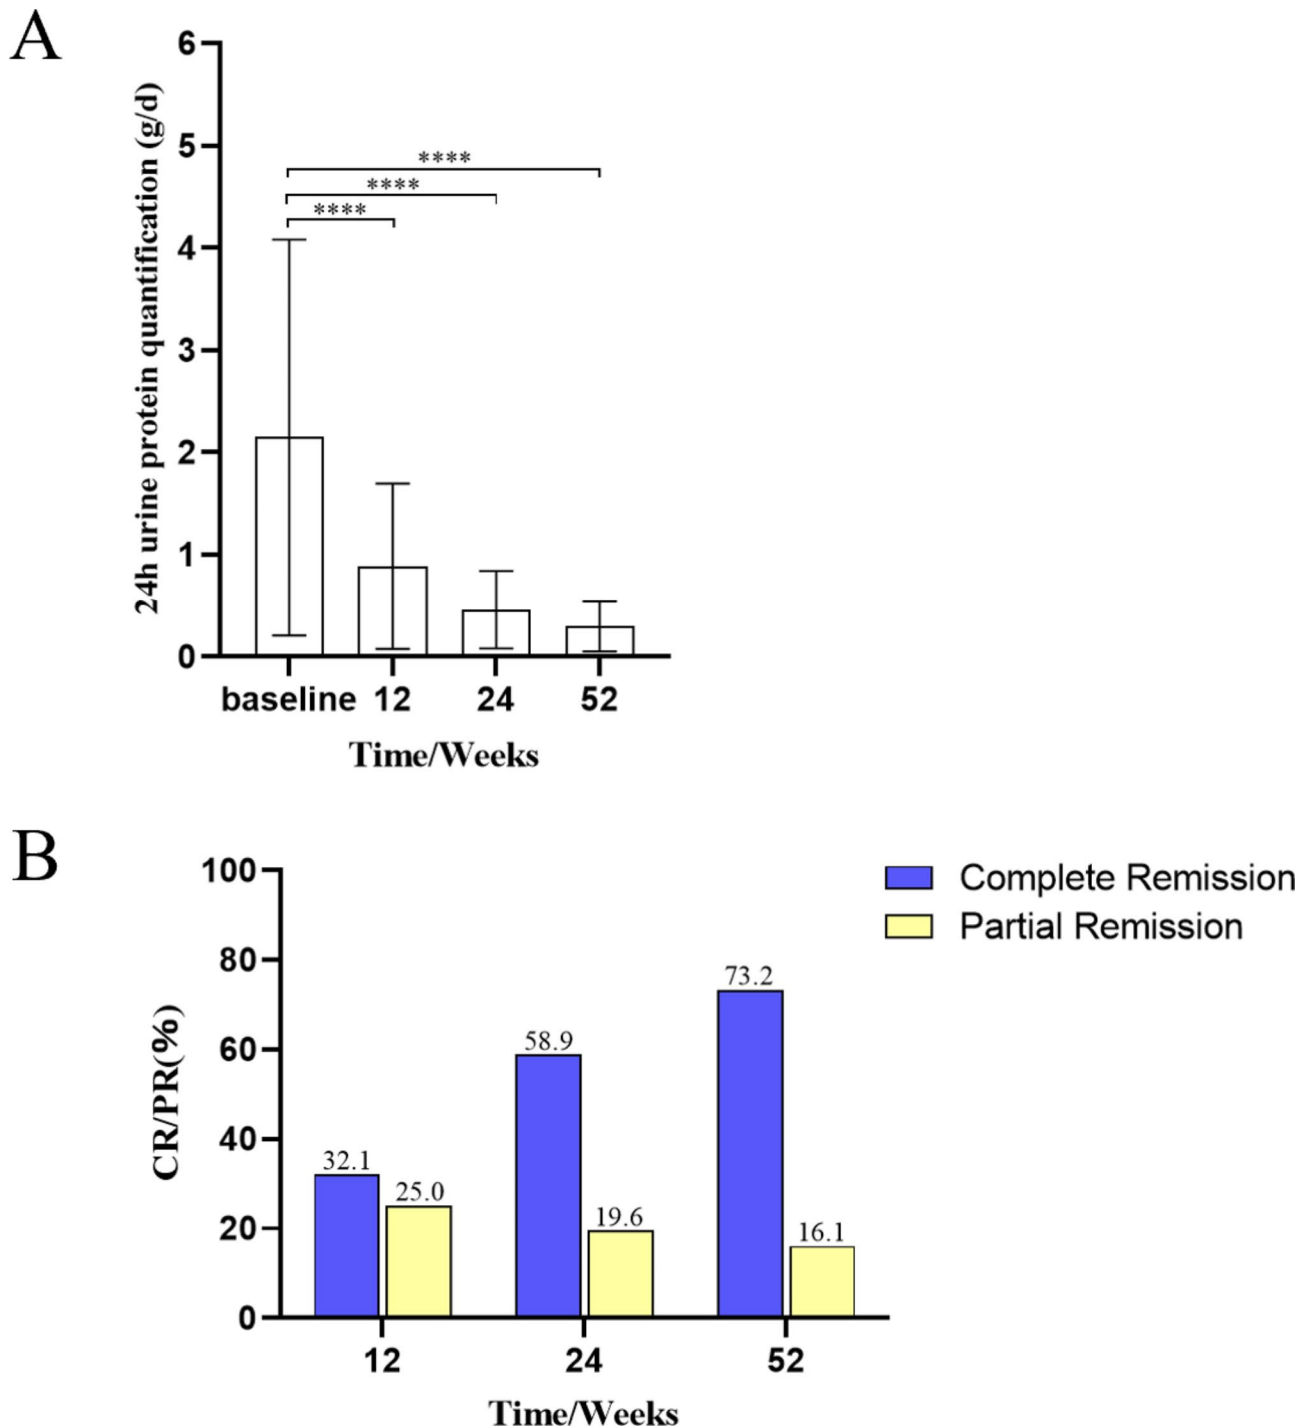 A
24h urine protein quantification (g/d)
6
5
4
3
2
1
0
****
****
****
baseline 12 24 52
Time/Weeks
B
CR/PR(%)
100
80
60
40
20
0
Complete Remission
Partial Remission
32.1
25.0
58.9
19.6
73.2
16.1
12 24 52
Time/Weeks